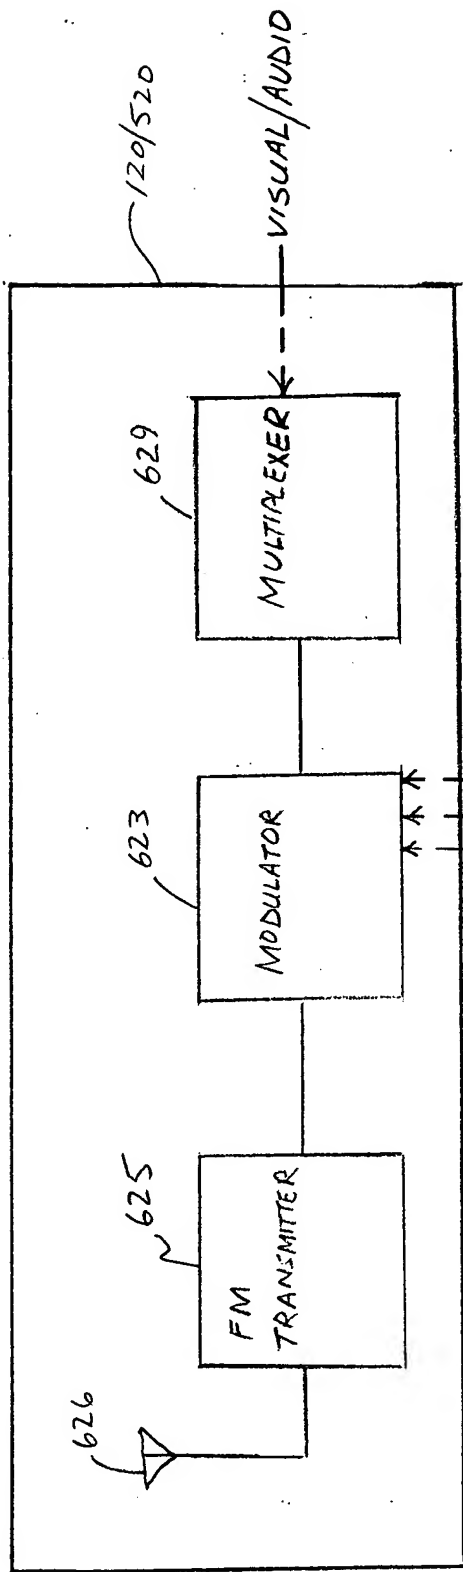 626
625
623
629
120/520
FM
TRANSMITTER
MODULATOR
MULTIPLEXER
VISUAL/AUDIO